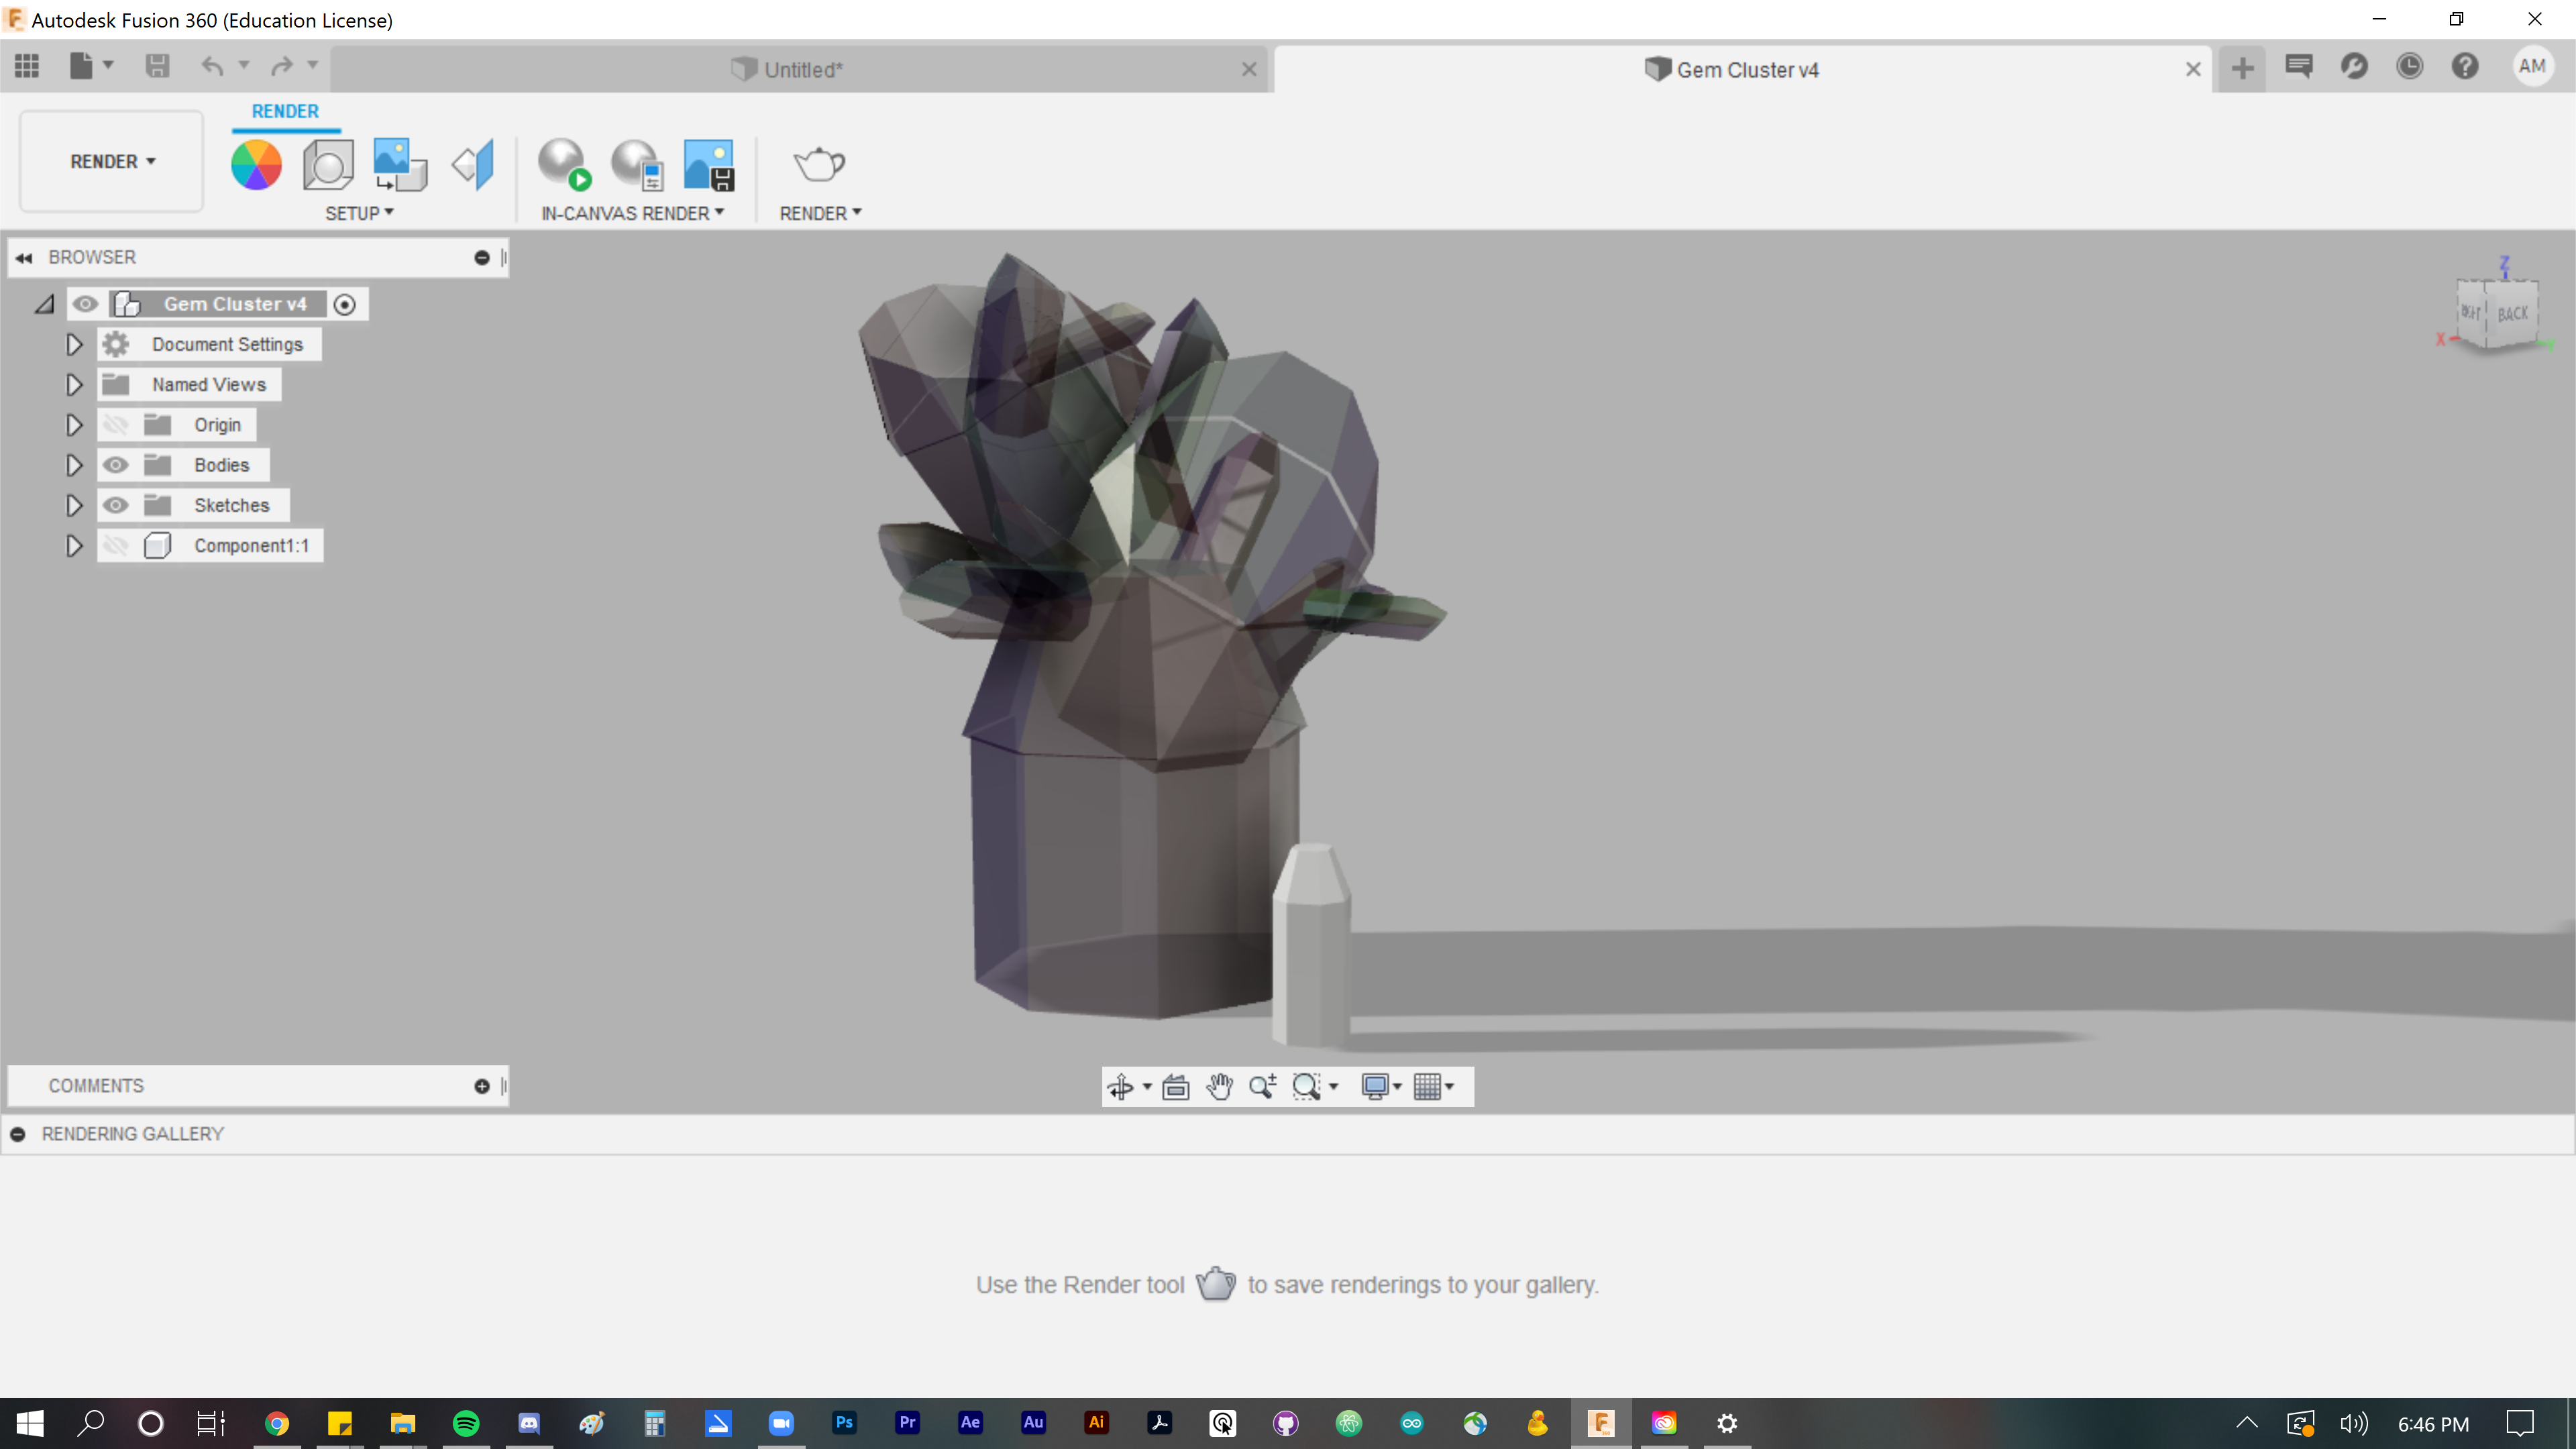 Autodesk Fusion 360 (Education License)
Untitled*
Gem Cluster v4
AM
RENDER
RENDER
SETUP
IN-CANVAS RENDER
RENDER
BROWSER
Gem Cluster v4
Document Settings
Named Views
Origin
Bodies
Sketches
Component1:1
Z
BACK
X
COMMENTS
RENDERING GALLERY
Use the Render tool to save renderings to your gallery.
Ps
Pr
Ae
Au
Ai
6:46 PM